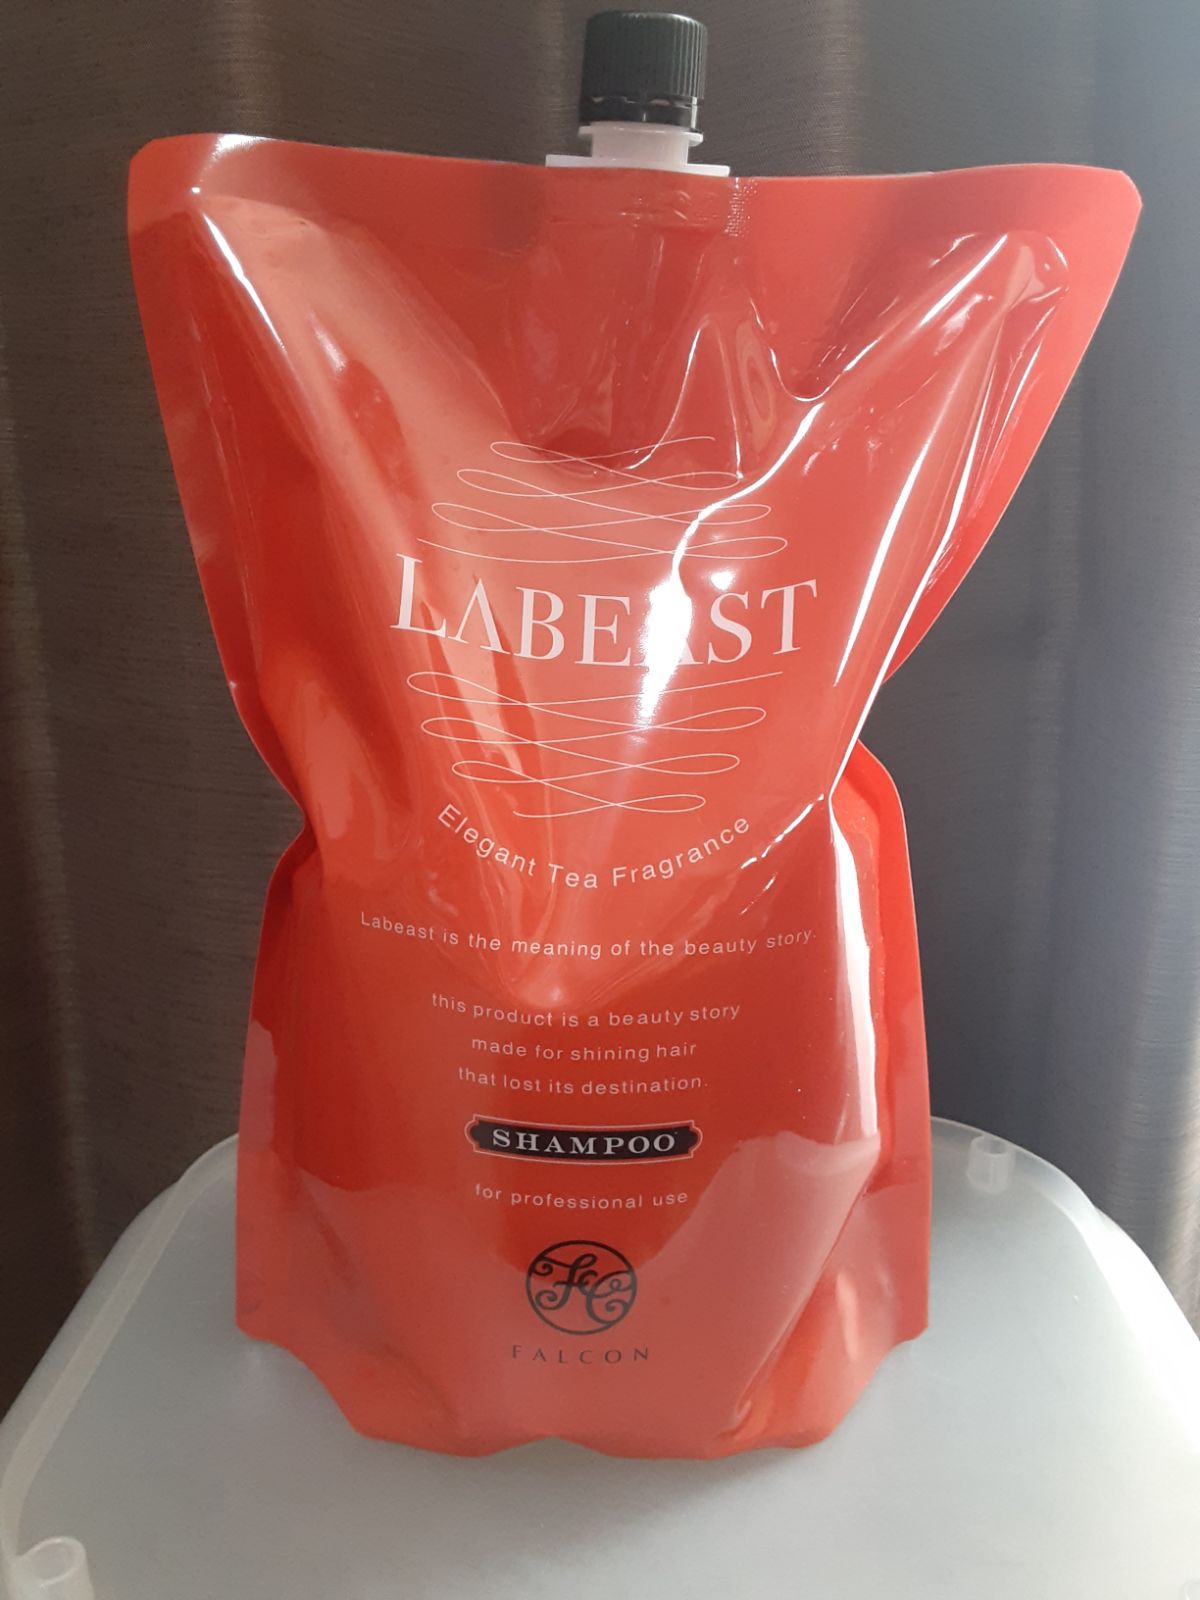 LABEAST
Elegant Tea Fragrance
Labeast is the meaning of the beauty story.
this product is a beauty story
made for shining hair
that lost its destination.
SHAMPOO
for professional use
FC
FALCON